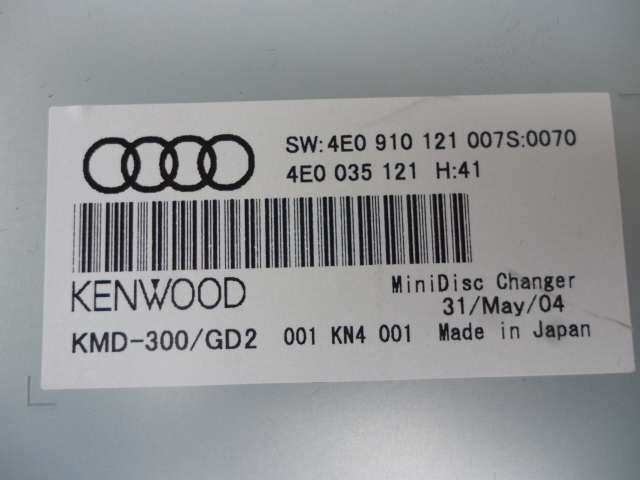 SW:4E0 910 121 007S:0070
4E0 035 121 H:41
KENWOOD
MiniDisc Changer
31/May/04
KMD-300/GD2 001 KN4 001 Made in Japan